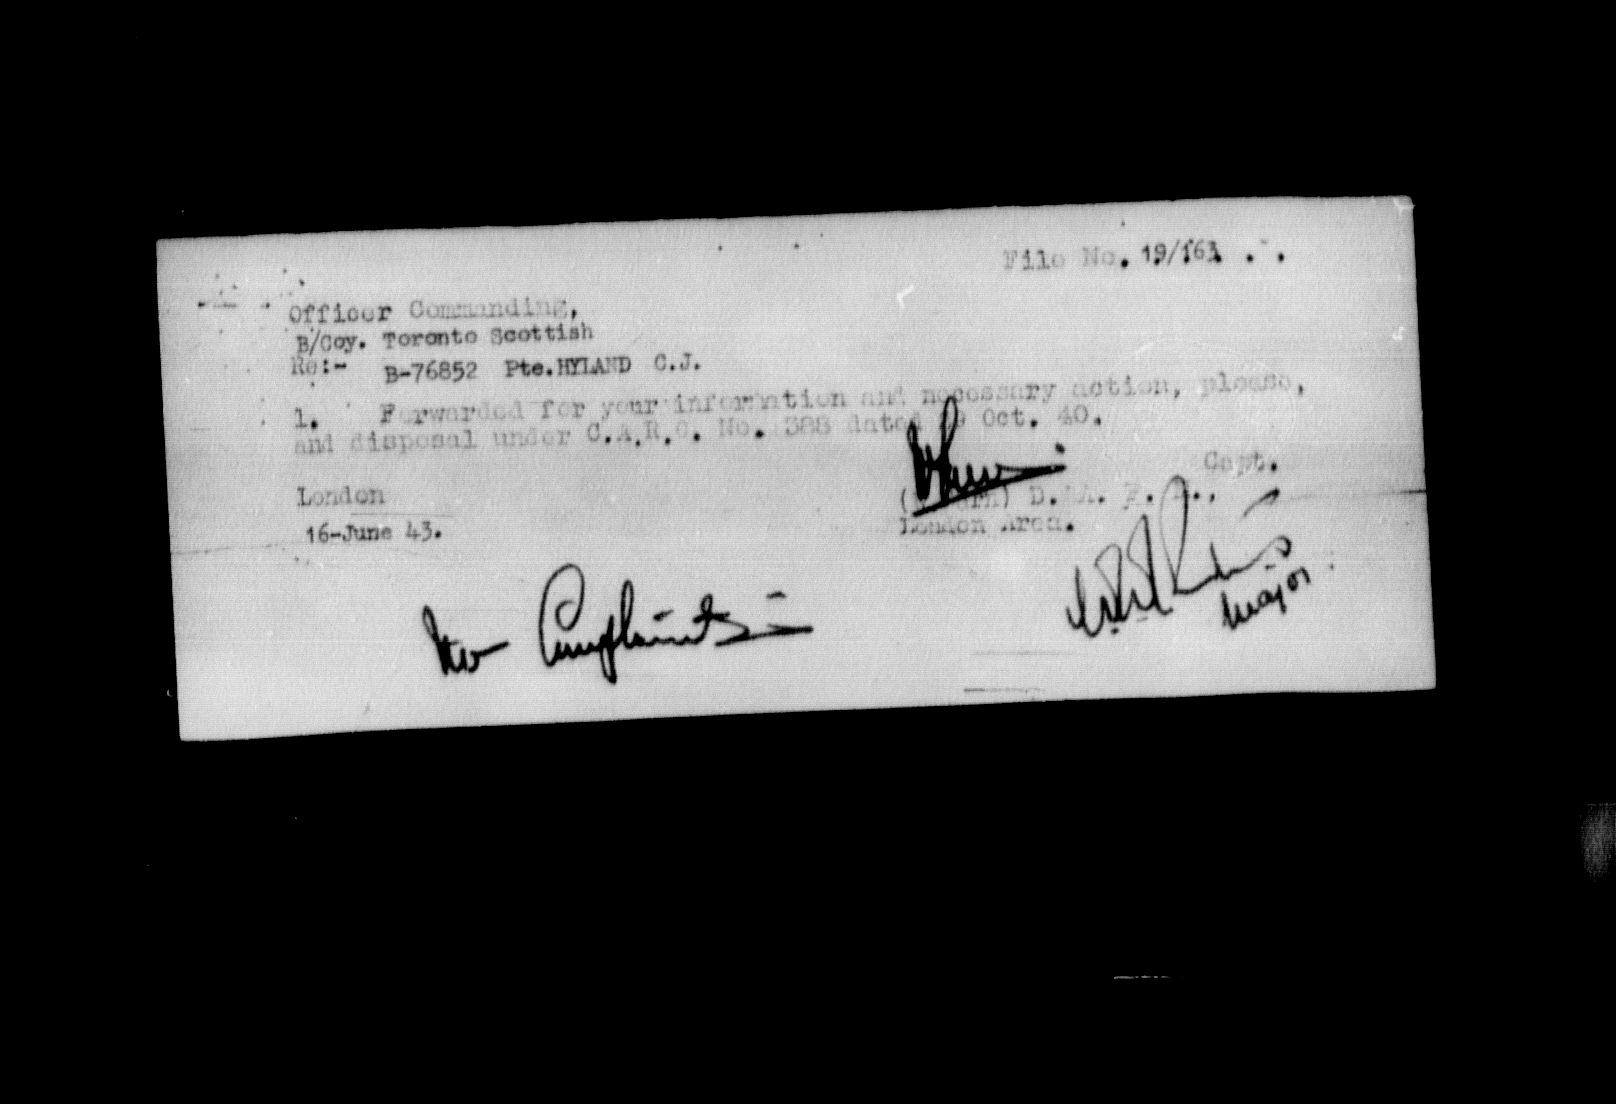 File No. 19/163 . .
Officer Commanding,
B/Coy. Toronto Scottish
Re:- B-76852 Pte.HYLAND C.J.
1. Forwarded for your information and necessary action, please,
and disposal under C.A.R.O. No. 388 dated 29 Oct. 40.
Capt.
London
D.A.
London Area.
16-June 43.
No Complaints
Major